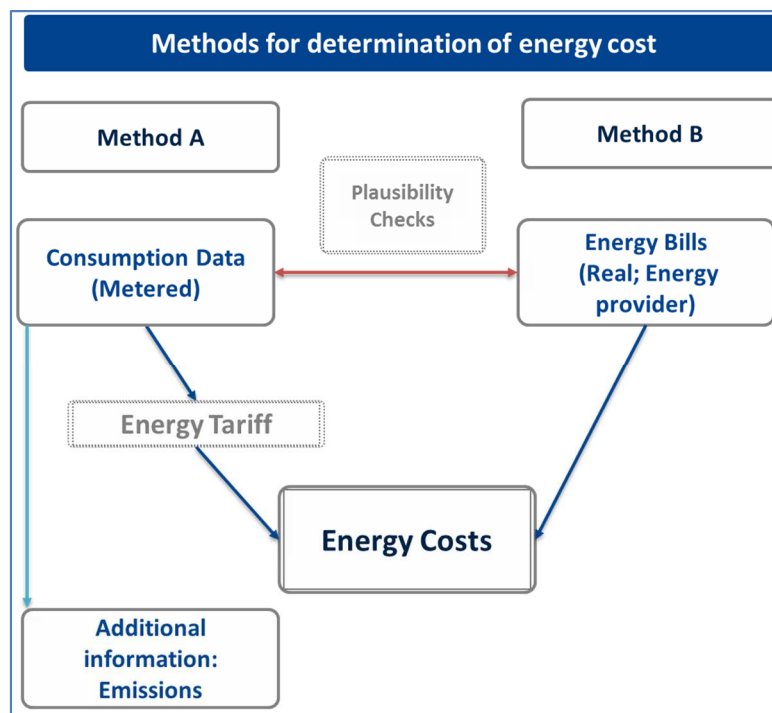 Methods for determination of energy cost
Method A
Method B
Plausibility
Checks
Consumption Data
(Metered)
Energy Bills
(Real; Energy
provider)
Energy Tariff
Energy Costs
Additional
information:
Emissions